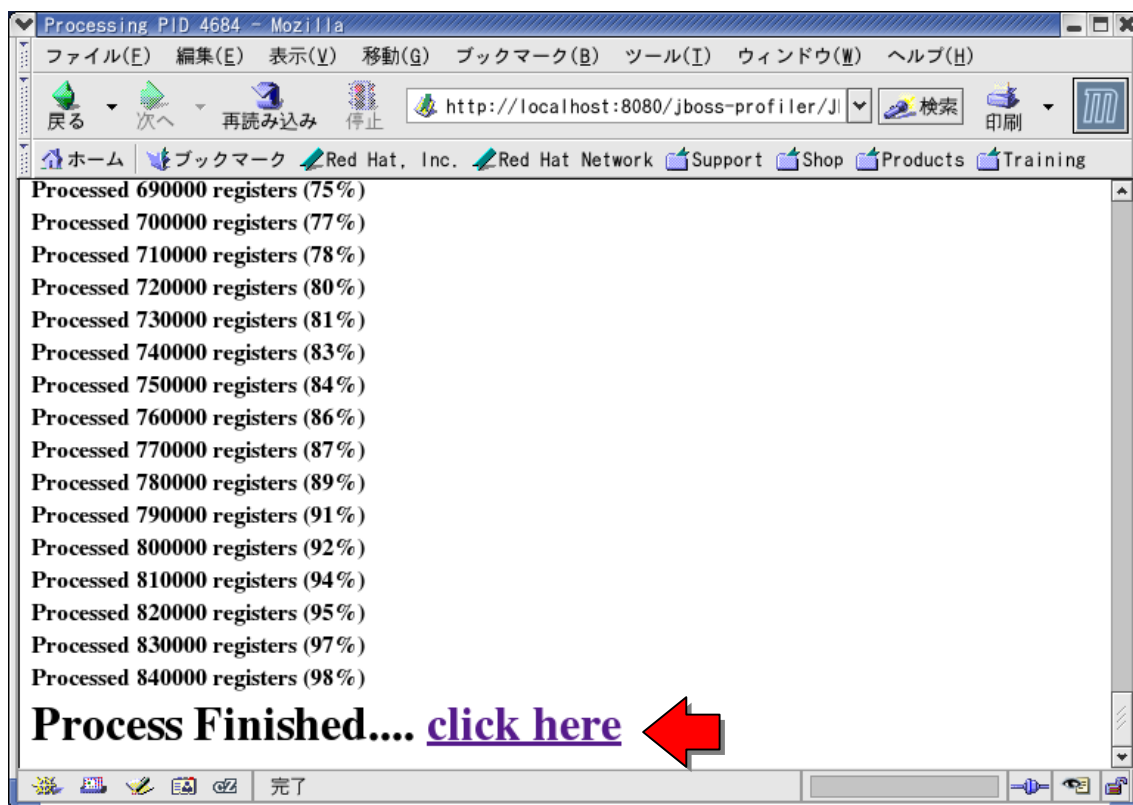 Processing PID 4684 - Mozilla
ファイル(F) 編集(E) 表示(V) 移動(G) ブックマーク(B) ツール(T) ウィンドウ(W) ヘルプ(H)
戻る 次へ 再読み込み 停止 http://localhost:8080/jboss-profiler/J 検索 印刷
ホーム ブックマーク Red Hat, Inc. Red Hat Network Support Shop Products Training
Processed 690000 registers (75%)
Processed 700000 registers (77%)
Processed 710000 registers (78%)
Processed 720000 registers (80%)
Processed 730000 registers (81%)
Processed 740000 registers (83%)
Processed 750000 registers (84%)
Processed 760000 registers (86%)
Processed 770000 registers (87%)
Processed 780000 registers (89%)
Processed 790000 registers (91%)
Processed 800000 registers (92%)
Processed 810000 registers (94%)
Processed 820000 registers (95%)
Processed 830000 registers (97%)
Processed 840000 registers (98%)
Process Finished.... click here
完了